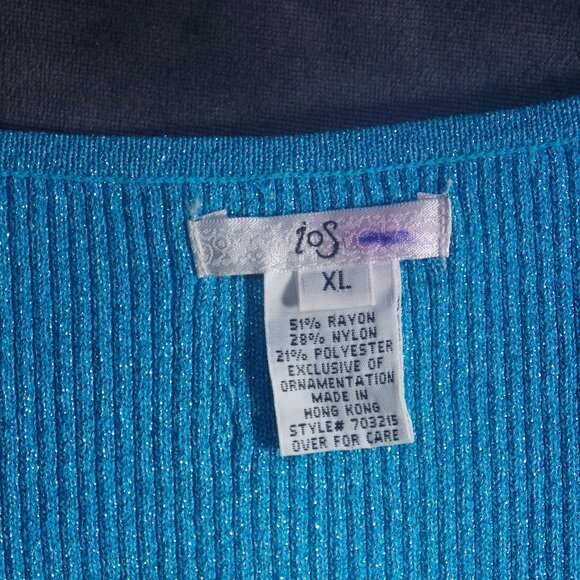 ios
XL
51% RAYON
28% NYLON
21% POLYESTER
EXCLUSIVE OF
ORNAMENTATION
MADE IN
HONG KONG
STYLE# 703215
OVER FOR CARE